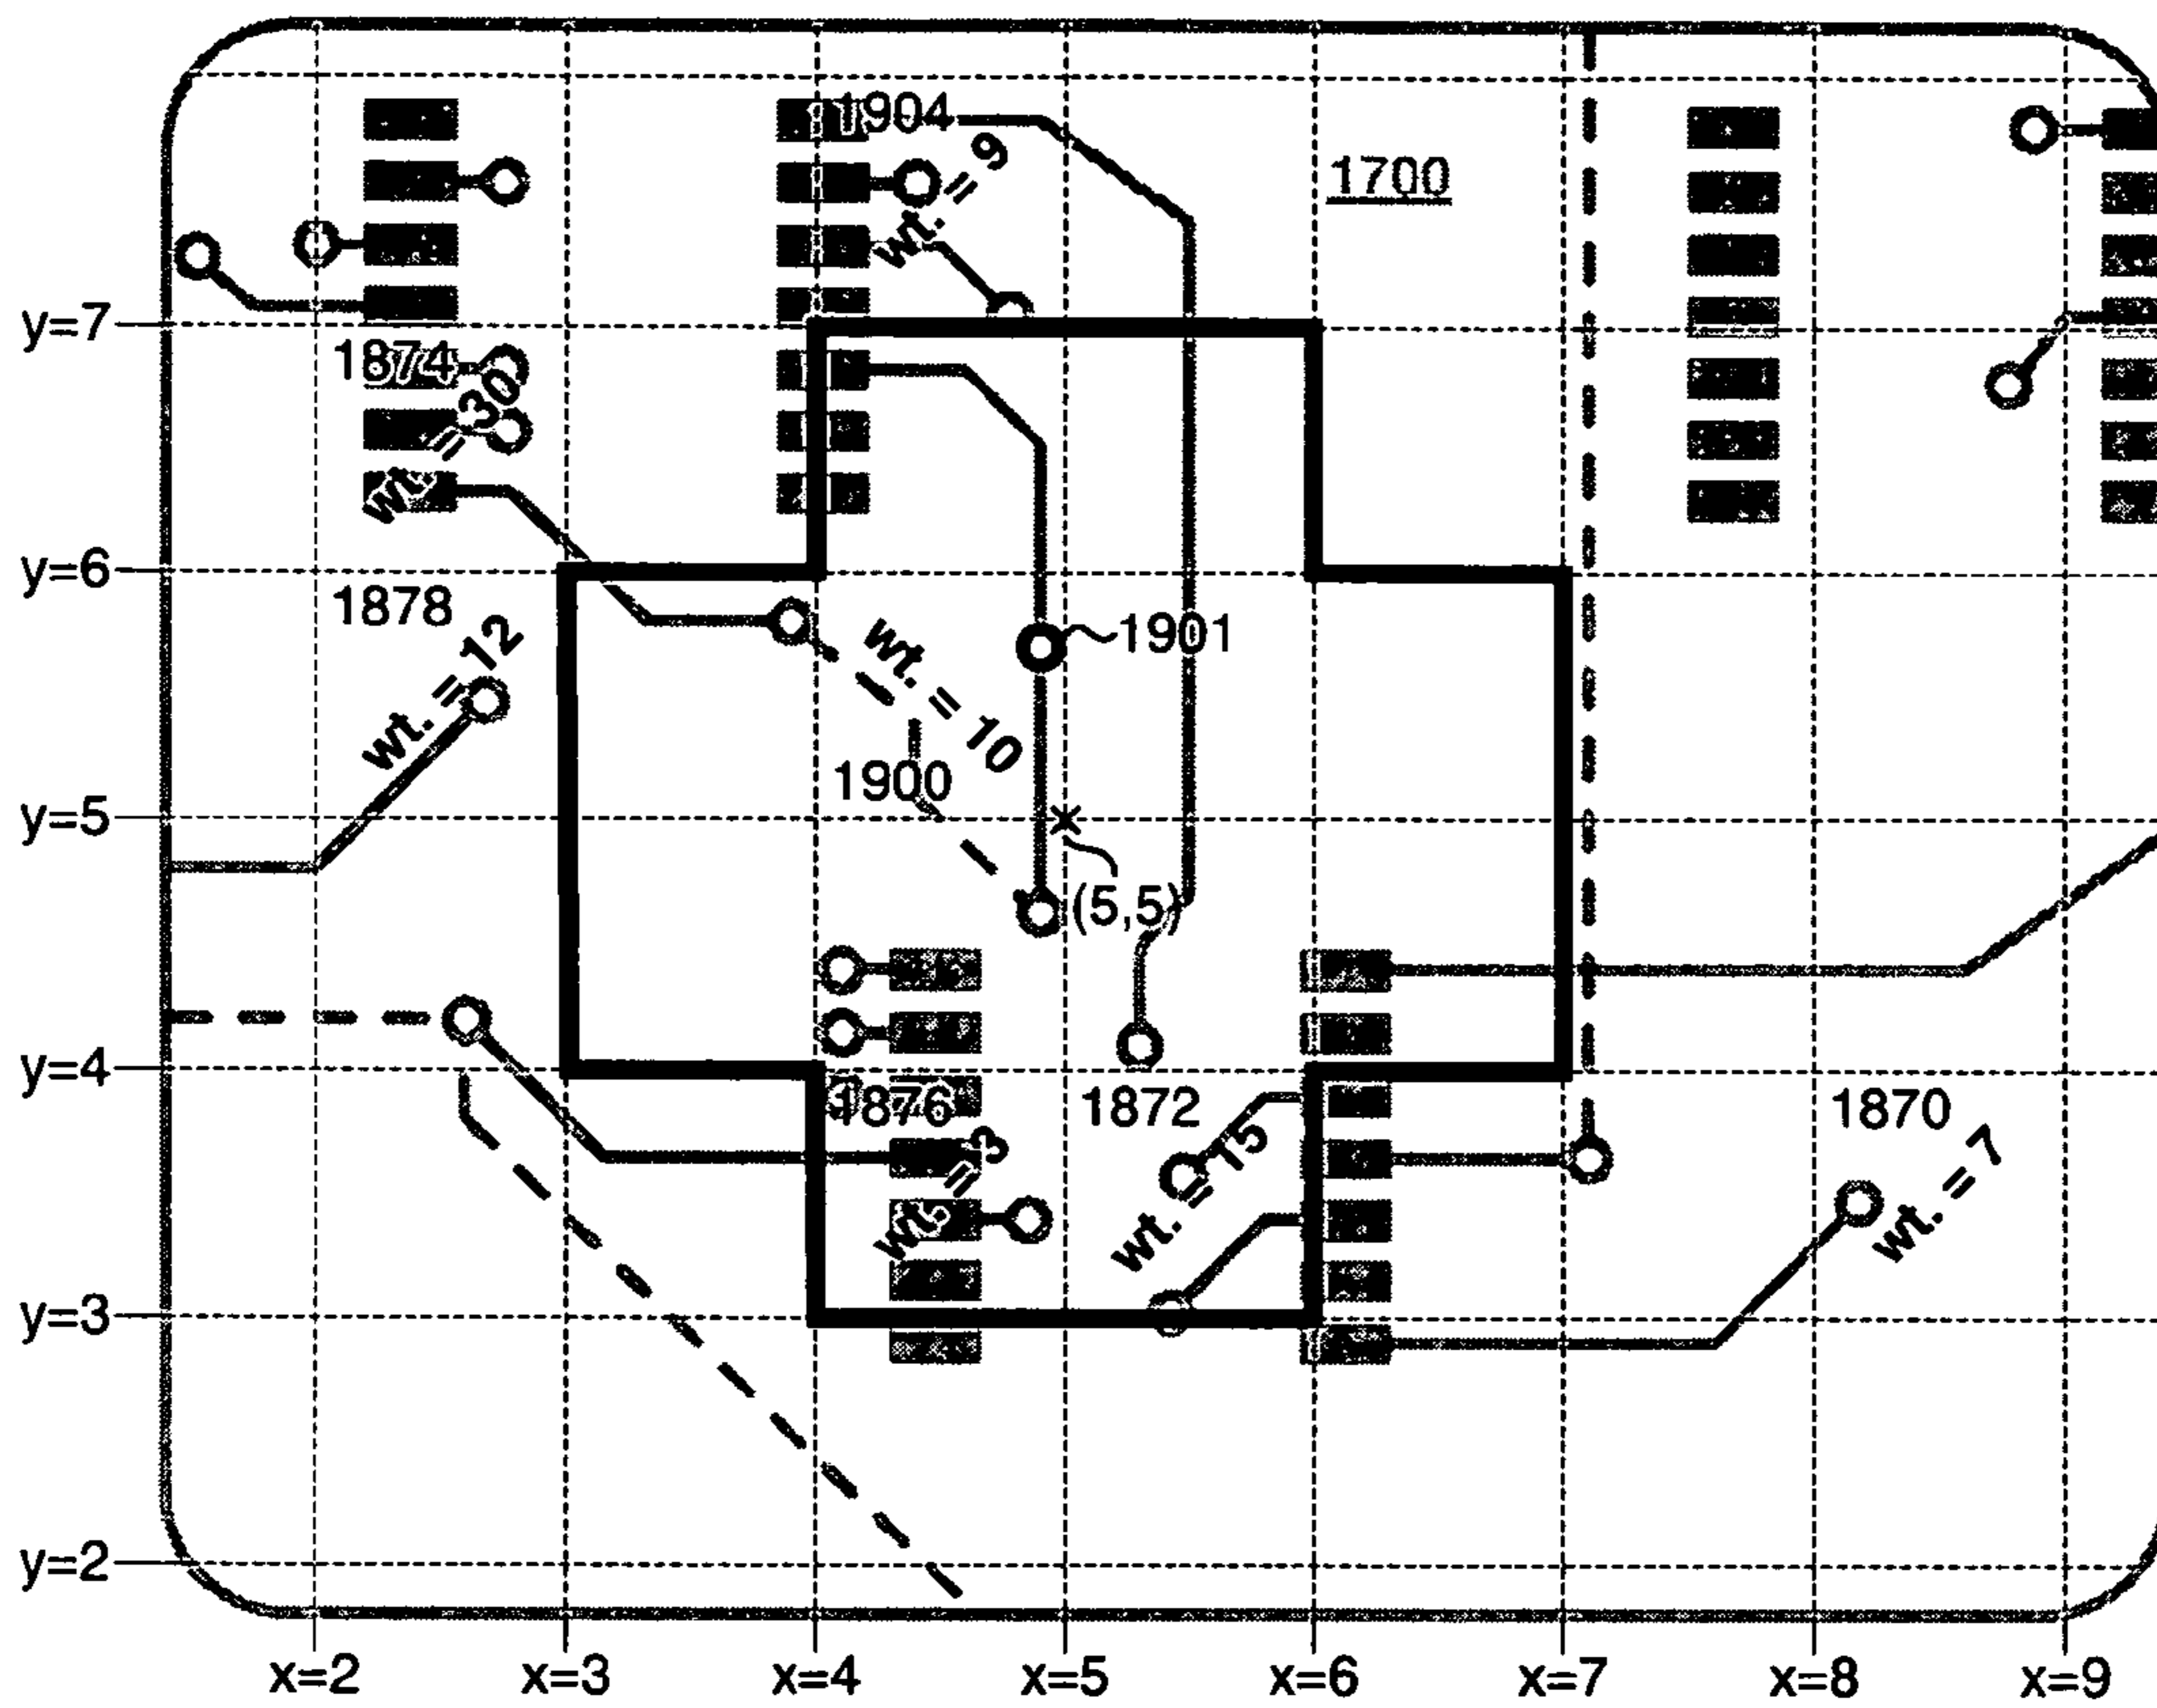 1904
wt. = 9
1700
y=7
1874
wt. = 30
y=6
1878
wt. = 12
1901
wt. = 10
1900
y=5
(5,5)
y=4
1876
wt. = 3
1872
wt. = 15
1870
wt. = 7
y=3
y=2
x=2 x=3 x=4 x=5 x=6 x=7 x=8 x=9